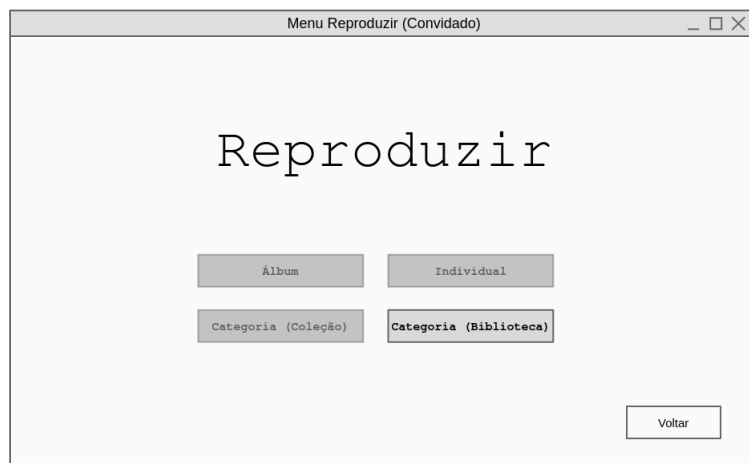 Menu Reproduzir (Convidado)
Reproduzir
Álbum
Individual
Categoria (Coleção)
Categoria (Biblioteca)
Voltar